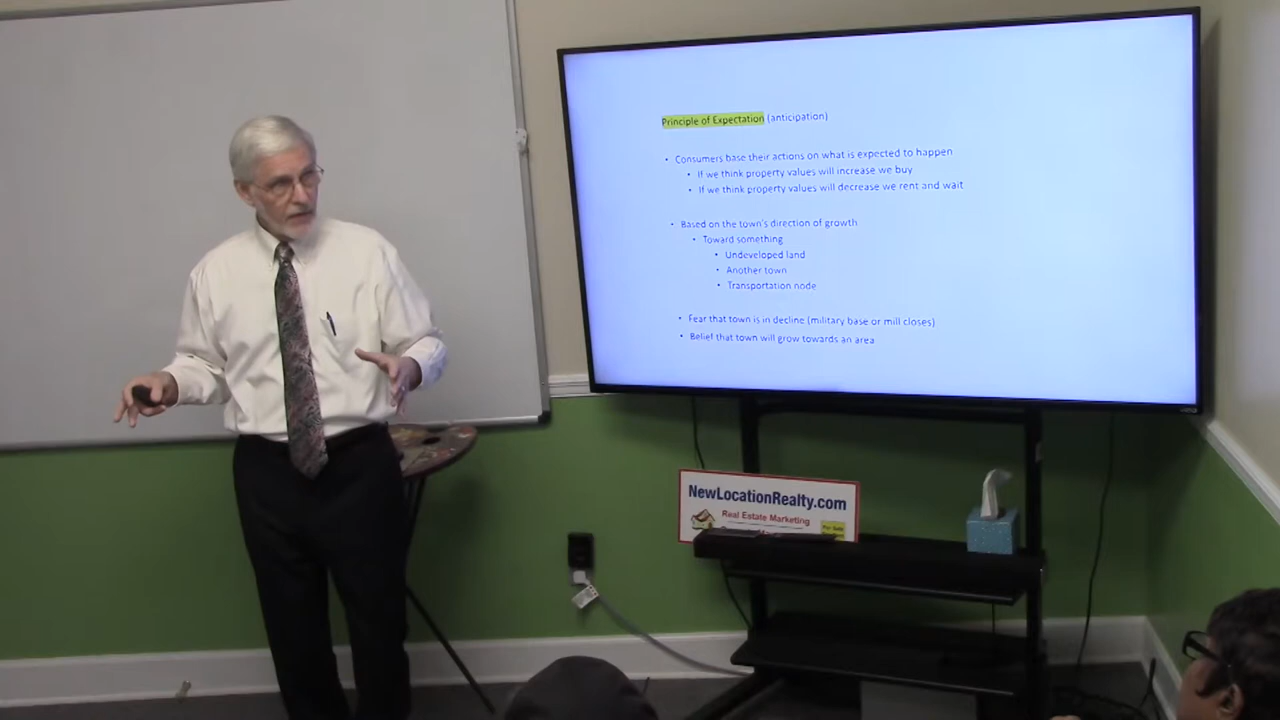 Principle of Expectation (anticipation)
• Consumers base their actions on what is expected to happen
• If we think property values will increase we buy
• If we think property values will decrease we rent and wait
• Based on the town's direction of growth
• Toward something
• Undeveloped land
• Another town
• Transportation node
• Fear that town is in decline (military base or mill closes)
• Belief that town will grow towards an area
NewLocationRealty.com
Real Estate Marketing
For Sale